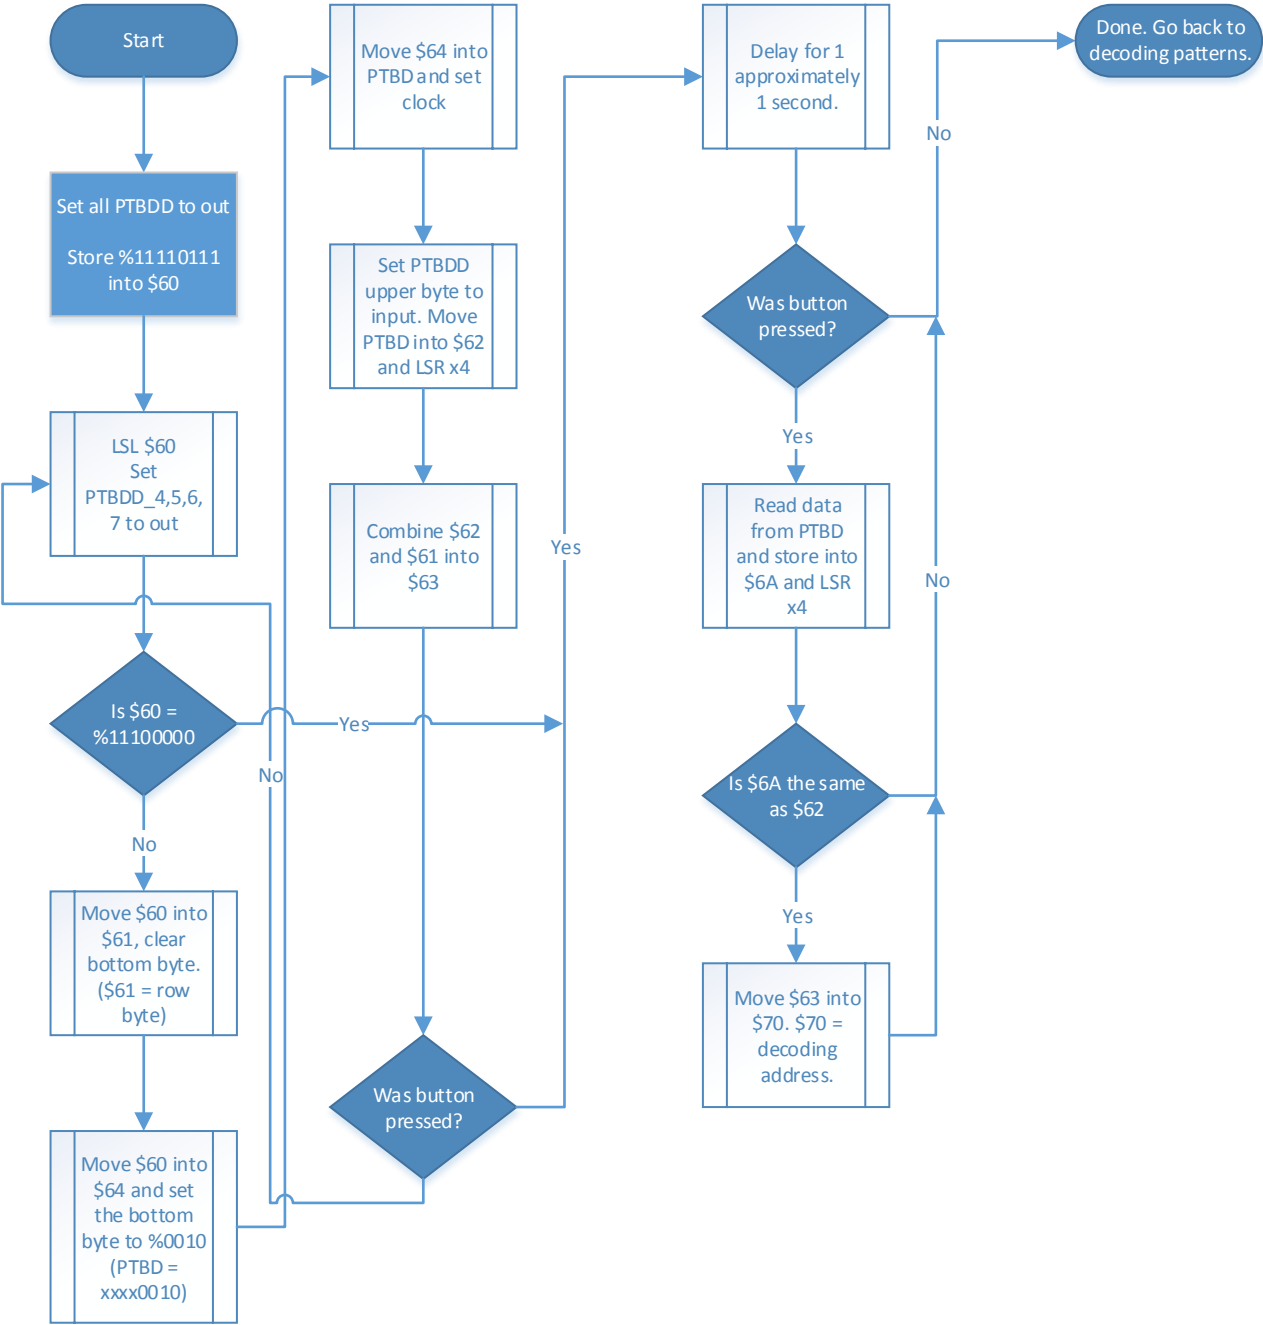 Start
Set all PTBDD to out
Store %11110111
into $60
LSL $60
Set
PTBDD_4,5,6,
7 to out
Is $60 =
%11100000
Yes
No
Move $60 into
$61, clear
bottom byte.
($61 = row
byte)
Move $60 into
$64 and set
the bottom
byte to %0010
(PTBD =
xxxx0010)
Move $64 into
PTBD and set
clock
Set PTBDD
upper byte to
input. Move
PTBD into $62
and LSR x4
Combine $62
and $61 into
$63
Was button
pressed?
No
Yes
Delay for 1
approximately
1 second.
Was button
pressed?
No
Yes
Read data
from PTBD
and store into
$6A and LSR
x4
Is $6A the same
as $62
No
Yes
Move $63 into
$70. $70 =
decoding
address.
Done. Go back to
decoding patterns.